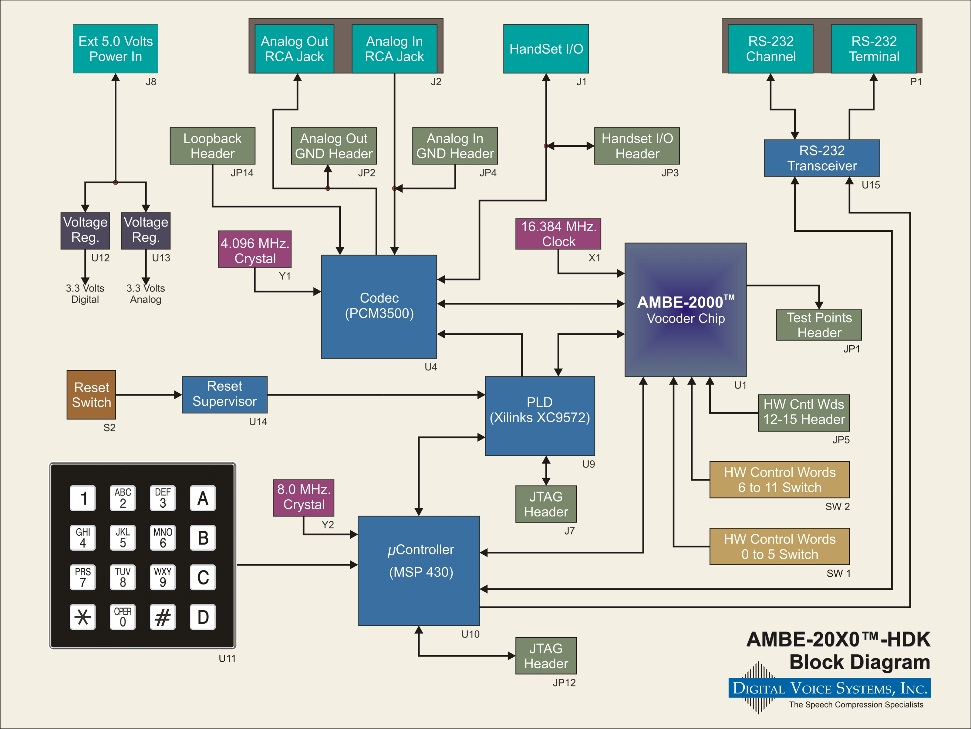 Ext 5.0 Volts
Power In
J8
Analog Out
RCA Jack
Analog In
RCA Jack
J2
HandSet I/O
J1
RS-232
Channel
RS-232
Terminal
P1
Loopback
Header
JP14
Analog Out
GND Header
JP2
Analog In
GND Header
JP4
Handset I/O
Header
JP3
RS-232
Transceiver
U15
Voltage
Reg.
U12
Voltage
Reg.
U13
3.3 Volts
Digital
3.3 Volts
Analog
4.096 MHz.
Crystal
Y1
16.384 MHz.
Clock
X1
Codec
(PCM3500)
U4
AMBE-2000™
Vocoder Chip
U1
Test Points
Header
JP1
Reset
Switch
S2
Reset
Supervisor
U14
PLD
(Xilinks XC9572)
U9
HW Cntl Wds
12-15 Header
JP5
HW Control Words
6 to 11 Switch
SW 2
HW Control Words
0 to 5 Switch
SW 1
JTAG
Header
J7
8.0 MHz.
Crystal
Y2
µController
(MSP 430)
U10
JTAG
Header
JP12
1
ABC
2
DEF
3
A
GHI
4
JKL
5
MNO
6
B
PRS
7
TUV
8
WXY
9
C
*
OPER
0
#
D
U11
AMBE-20X0™-HDK
Block Diagram
DIGITAL VOICE SYSTEMS, INC.
The Speech Compression Specialists